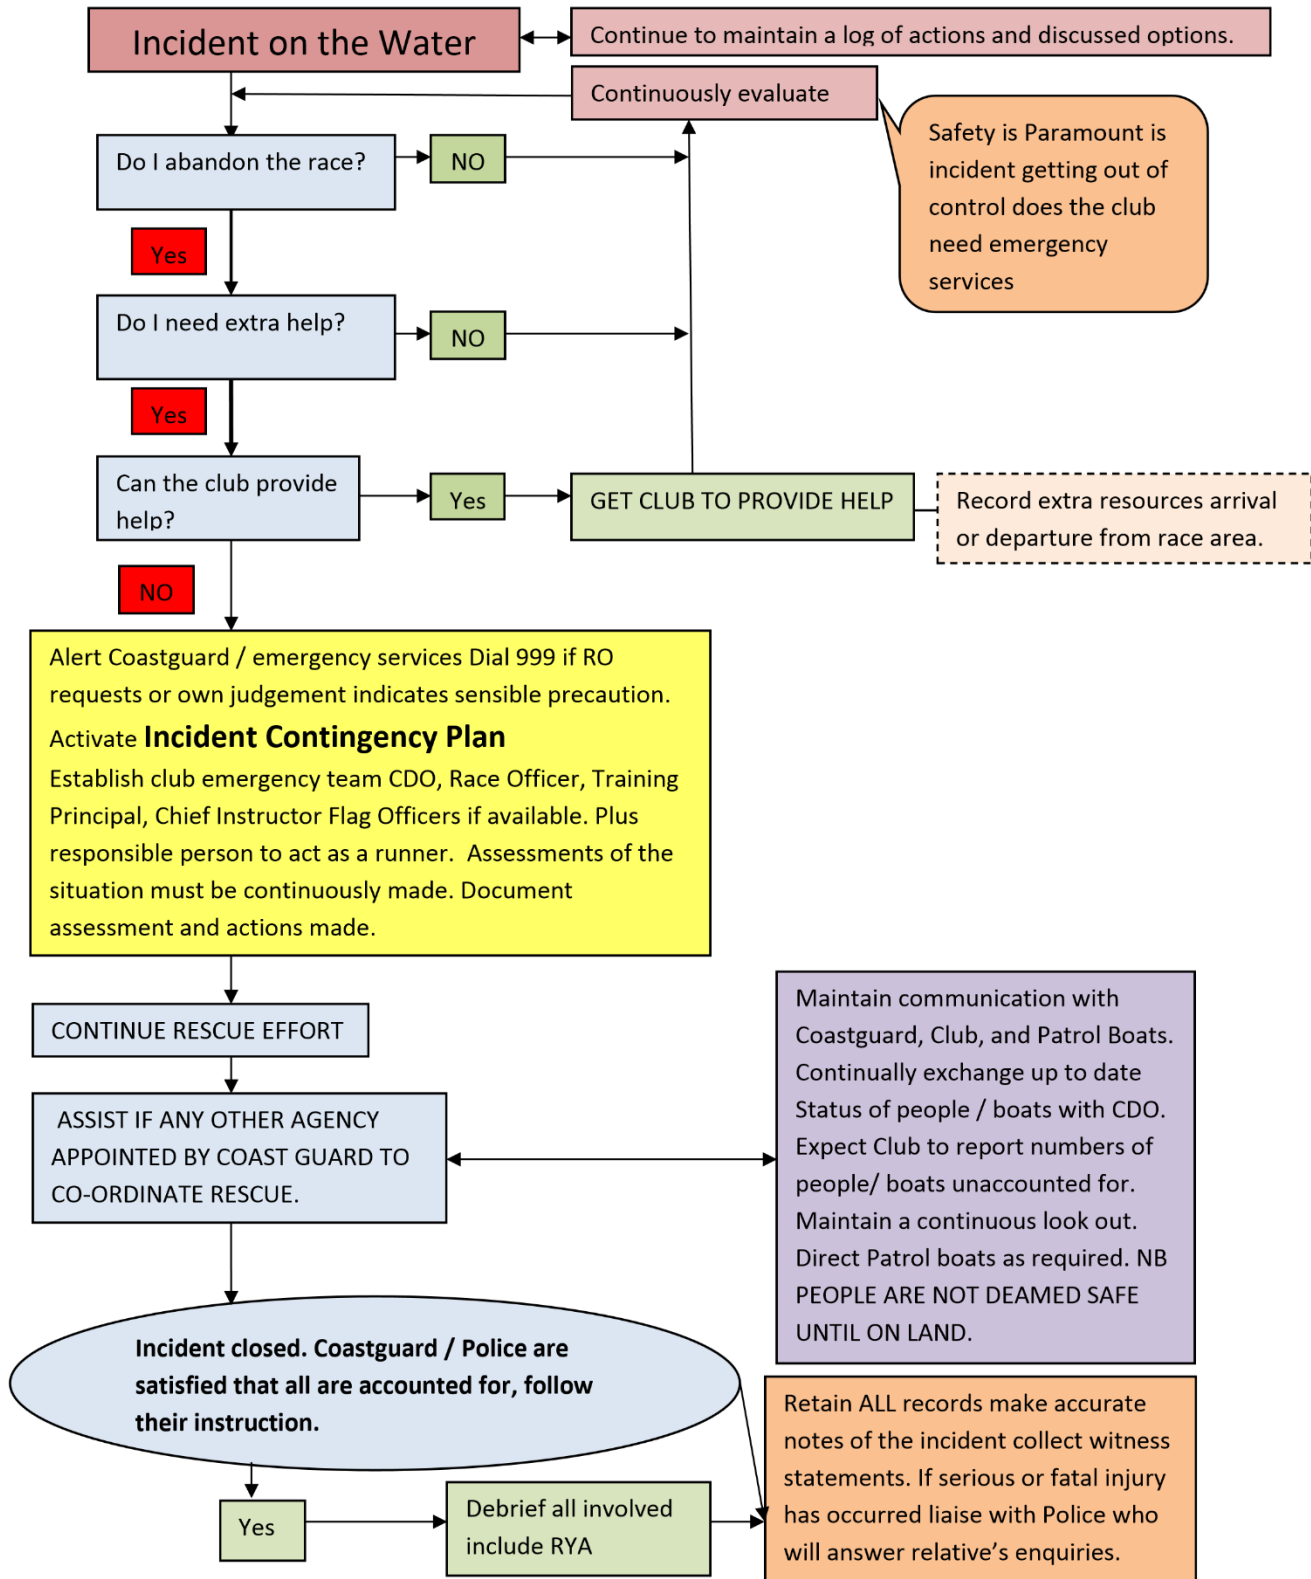 Incident on the Water
Continue to maintain a log of actions and discussed options.
Continuously evaluate
Safety is Paramount is
incident getting out of
control does the club
need emergency
services
Do I abandon the race?
NO
Yes
Do I need extra help?
NO
Yes
Can the club provide
help?
Yes
GET CLUB TO PROVIDE HELP
Record extra resources arrival
or departure from race area.
NO
Alert Coastguard / emergency services Dial 999 if RO
requests or own judgement indicates sensible precaution.
Activate Incident Contingency Plan
Establish club emergency team CDO, Race Officer, Training
Principal, Chief Instructor Flag Officers if available. Plus
responsible person to act as a runner.  Assessments of the
situation must be continuously made. Document
assessment and actions made.
CONTINUE RESCUE EFFORT
ASSIST IF ANY OTHER AGENCY
APPOINTED BY COAST GUARD TO
CO-ORDINATE RESCUE.
Maintain communication with
Coastguard, Club, and Patrol Boats.
Continually exchange up to date
Status of people / boats with CDO.
Expect Club to report numbers of
people/ boats unaccounted for.
Maintain a continuous look out.
Direct Patrol boats as required. NB
PEOPLE ARE NOT DEAMED SAFE
UNTIL ON LAND.
Incident closed. Coastguard / Police are
satisfied that all are accounted for, follow
their instruction.
Yes
Debrief all involved
include RYA
Retain ALL records make accurate
notes of the incident collect witness
statements. If serious or fatal injury
has occurred liaise with Police who
will answer relative’s enquiries.